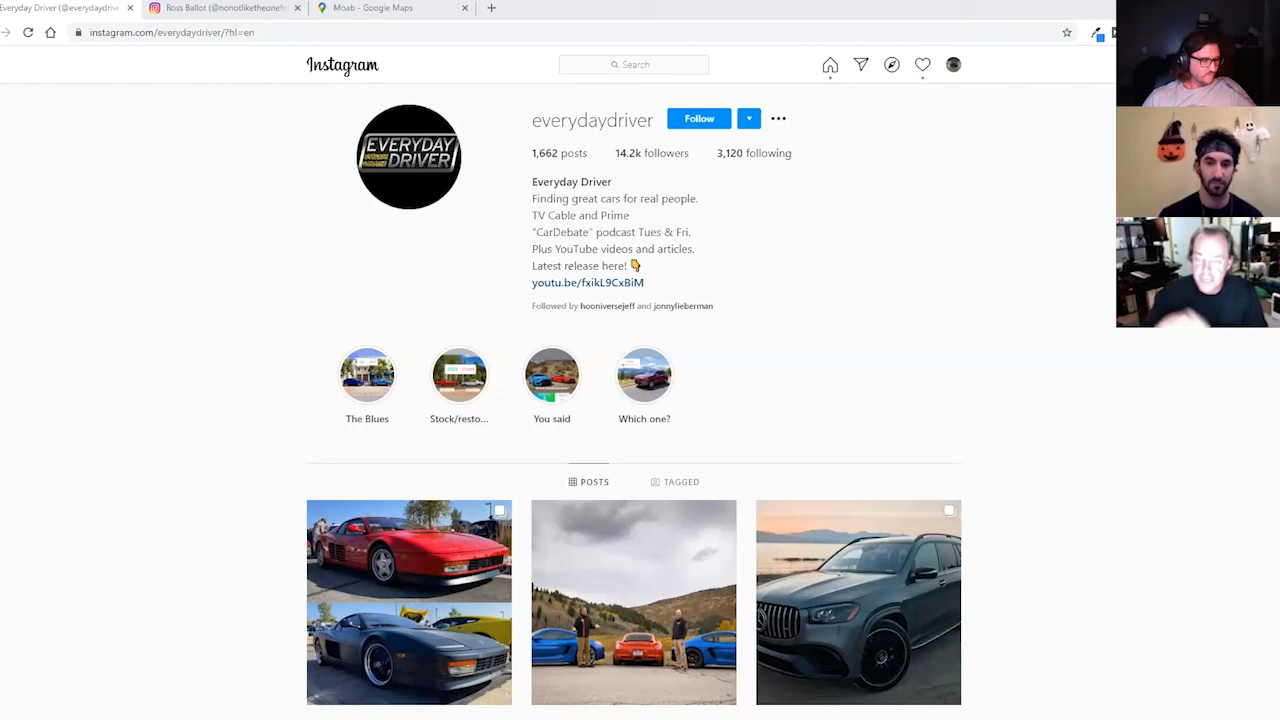 Everyday Driver (@everydaydriv
Ross Ballot (@nonotliketheonefr
Moab - Google Maps
instagram.com/everydaydriver/?hl=en
Instagram
Search
everydaydriver
Follow
1,662 posts
14.2k followers
3,120 following
EVERYDAY
DRIVER
Everyday Driver
Finding great cars for real people.
TV Cable and Prime
"CarDebate" podcast Tues & Fri.
Plus YouTube videos and articles.
Latest release here! 👇
youtu.be/fxikL9CxBiM
Followed by hooniversejeff and jonnylieberman
The Blues
Stock/resto...
You said
Which one?
POSTS
TAGGED